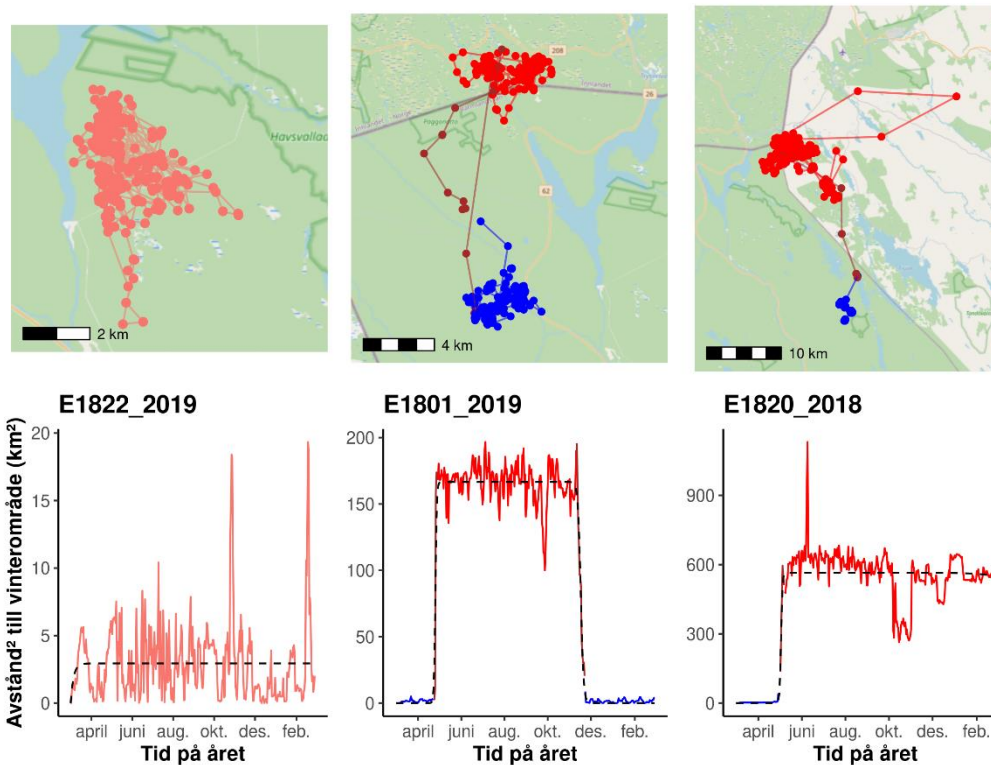 Havsvallaå
2 km
208
26
62
4 km
10 km
E1822_2019
E1801_2019
E1820_2018
Avstånd² till vinterområde (km²)
20
15
10
5
0
april juni aug. okt. des. feb.
Tid på året
200
150
100
50
0
april juni aug. okt. des. feb.
Tid på året
900
600
300
0
april juni aug. okt. des. feb.
Tid på året